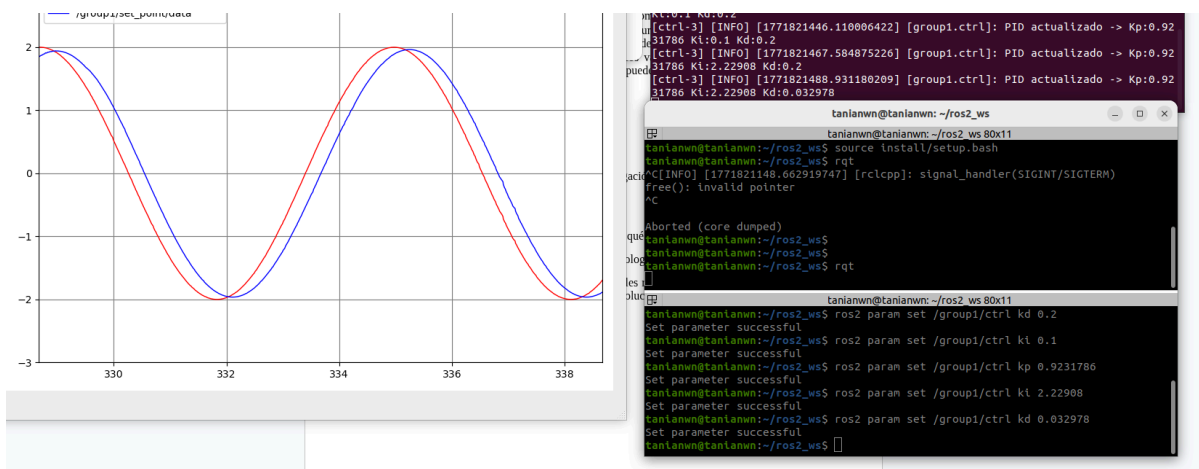 /group1/set_point/data
2
1
0
−1
−2
−3
330
332
334
336
338
Ki:0.1 Kd:0.2
[ctrl-3] [INFO] [1771821446.110006422] [group1.ctrl]: PID actualizado -> Kp:0.92
31786 Ki:0.1 Kd:0.2
[ctrl-3] [INFO] [1771821467.584875226] [group1.ctrl]: PID actualizado -> Kp:0.92
31786 Ki:2.22908 Kd:0.2
[ctrl-3] [INFO] [1771821488.931180209] [group1.ctrl]: PID actualizado -> Kp:0.92
31786 Ki:2.22908 Kd:0.032978
tanianwn@tanianwn: ~/ros2_ws
tanianwn@tanianwn: ~/ros2_ws 80x11
tanianwn@tanianwn:~/ros2_ws$ source install/setup.bash
tanianwn@tanianwn:~/ros2_ws$ rqt
^C[INFO] [1771821148.662919747] [rclcpp]: signal_handler(SIGINT/SIGTERM)
free(): invalid pointer
^C
Aborted (core dumped)
tanianwn@tanianwn:~/ros2_ws$
tanianwn@tanianwn:~/ros2_ws$
tanianwn@tanianwn:~/ros2_ws$ rqt
tanianwn@tanianwn: ~/ros2_ws 80x11
tanianwn@tanianwn:~/ros2_ws$ ros2 param set /group1/ctrl kd 0.2
Set parameter successful
tanianwn@tanianwn:~/ros2_ws$ ros2 param set /group1/ctrl ki 0.1
Set parameter successful
tanianwn@tanianwn:~/ros2_ws$ ros2 param set /group1/ctrl kp 0.9231786
Set parameter successful
tanianwn@tanianwn:~/ros2_ws$ ros2 param set /group1/ctrl ki 2.22908
Set parameter successful
tanianwn@tanianwn:~/ros2_ws$ ros2 param set /group1/ctrl kd 0.032978
Set parameter successful
tanianwn@tanianwn:~/ros2_ws$